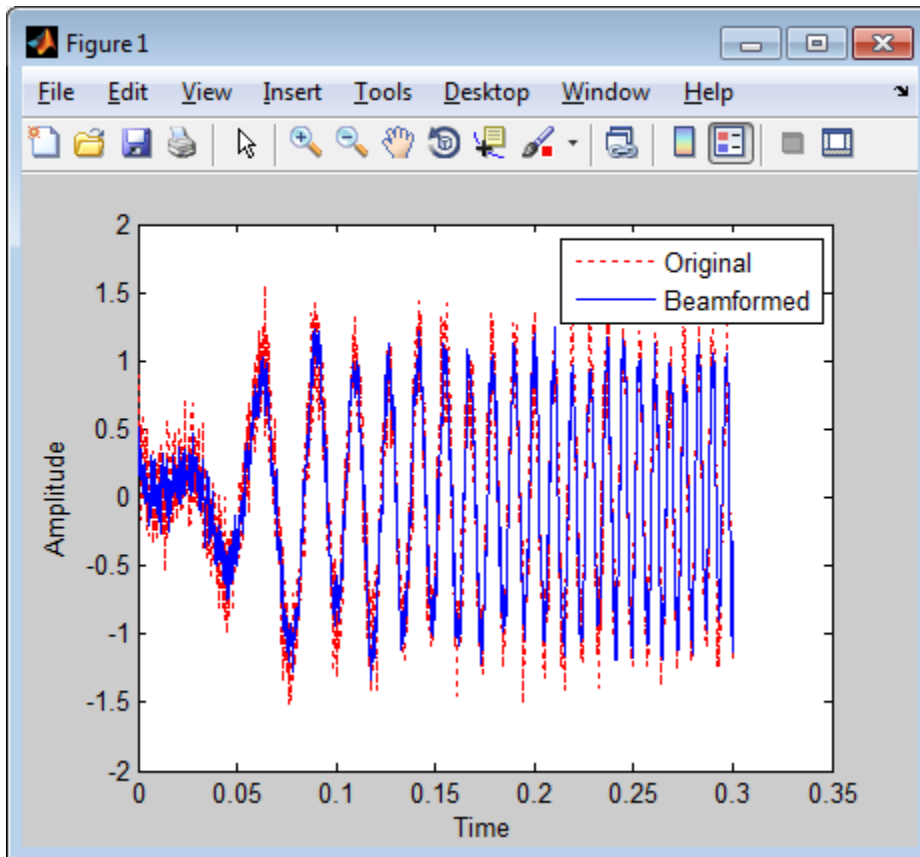 Figure 1
File Edit View Insert Tools Desktop Window Help
Original
Beamformed
2
1.5
1
0.5
0
-0.5
-1
-1.5
-2
Amplitude
0 0.05 0.1 0.15 0.2 0.25 0.3 0.35
Time